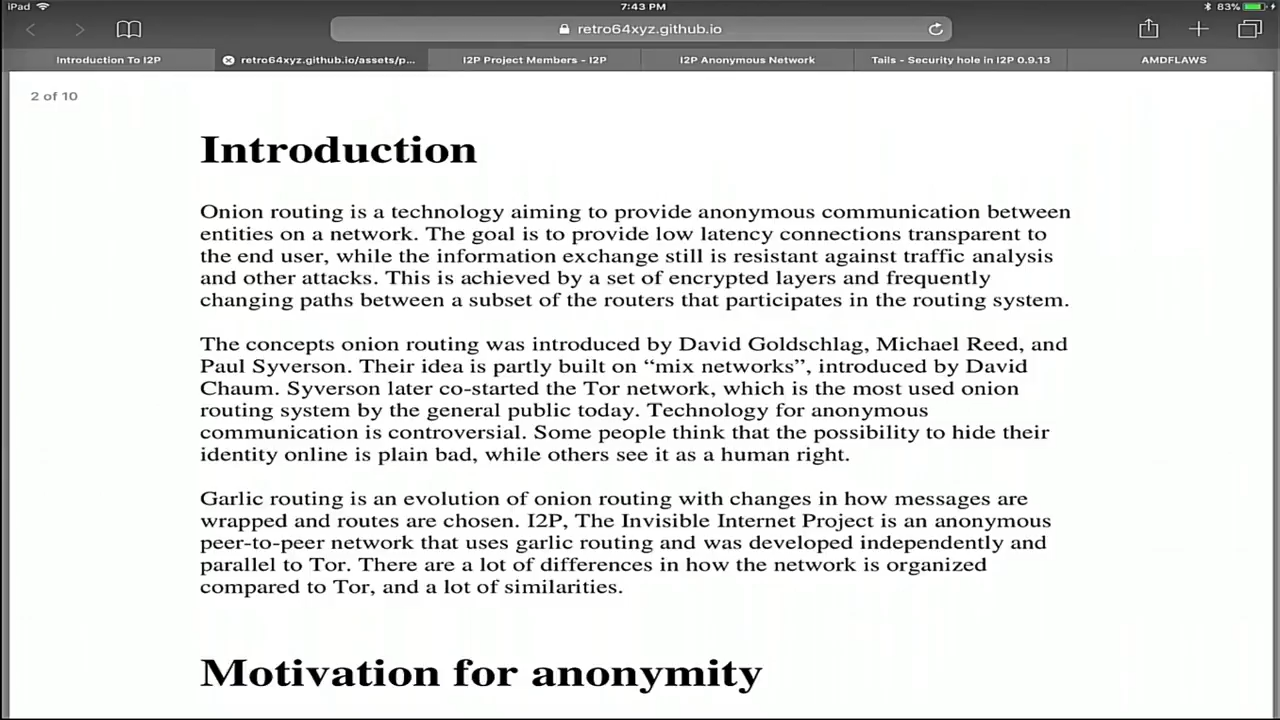 iPad
7:43 PM
83%
retro64xyz.github.io
Introduction To I2P
retro64xyz.github.io/assets/p...
I2P Project Members - I2P
I2P Anonymous Network
Tails - Security hole in I2P 0.9.13
AMDFLAWS
2 of 10
Introduction
Onion routing is a technology aiming to provide anonymous communication between
entities on a network. The goal is to provide low latency connections transparent to
the end user, while the information exchange still is resistant against traffic analysis
and other attacks. This is achieved by a set of encrypted layers and frequently
changing paths between a subset of the routers that participates in the routing system.
The concepts onion routing was introduced by David Goldschlag, Michael Reed, and
Paul Syverson. Their idea is partly built on “mix networks”, introduced by David
Chaum. Syverson later co-started the Tor network, which is the most used onion
routing system by the general public today. Technology for anonymous
communication is controversial. Some people think that the possibility to hide their
identity online is plain bad, while others see it as a human right.
Garlic routing is an evolution of onion routing with changes in how messages are
wrapped and routes are chosen. I2P, The Invisible Internet Project is an anonymous
peer-to-peer network that uses garlic routing and was developed independently and
parallel to Tor. There are a lot of differences in how the network is organized
compared to Tor, and a lot of similarities.
Motivation for anonymity